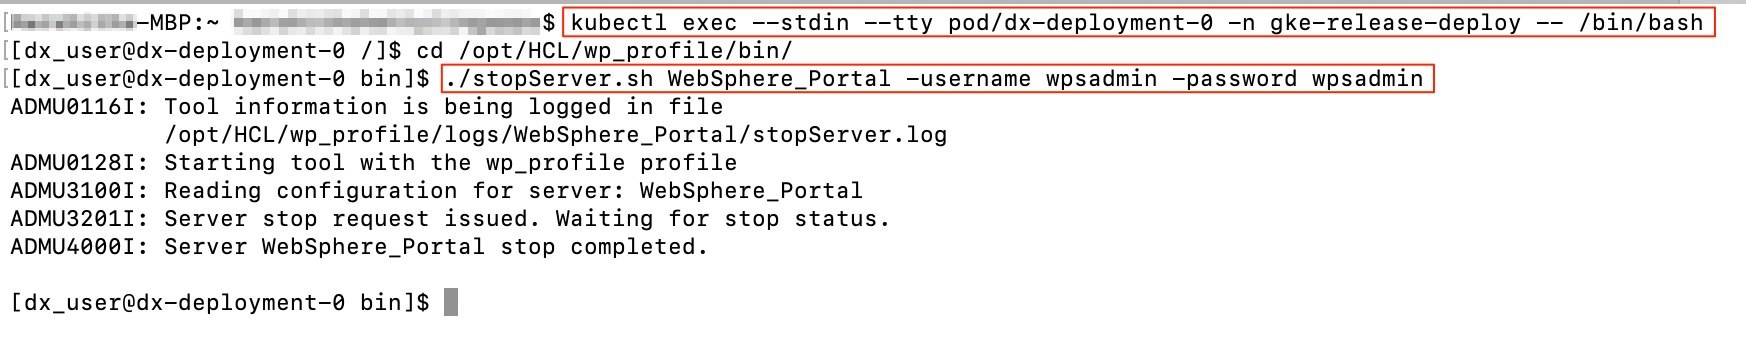 -MBP:~ $ kubectl exec --stdin --tty pod/dx-deployment-0 -n gke-release-deploy -- /bin/bash
[[dx_user@dx-deployment-0 /]$ cd /opt/HCL/wp_profile/bin/
[[dx_user@dx-deployment-0 bin]$ ./stopServer.sh WebSphere_Portal -username wpsadmin -password wpsadmin
ADMU0116I: Tool information is being logged in file
/opt/HCL/wp_profile/logs/WebSphere_Portal/stopServer.log
ADMU0128I: Starting tool with the wp_profile profile
ADMU3100I: Reading configuration for server: WebSphere_Portal
ADMU3201I: Server stop request issued. Waiting for stop status.
ADMU4000I: Server WebSphere_Portal stop completed.
[dx_user@dx-deployment-0 bin]$